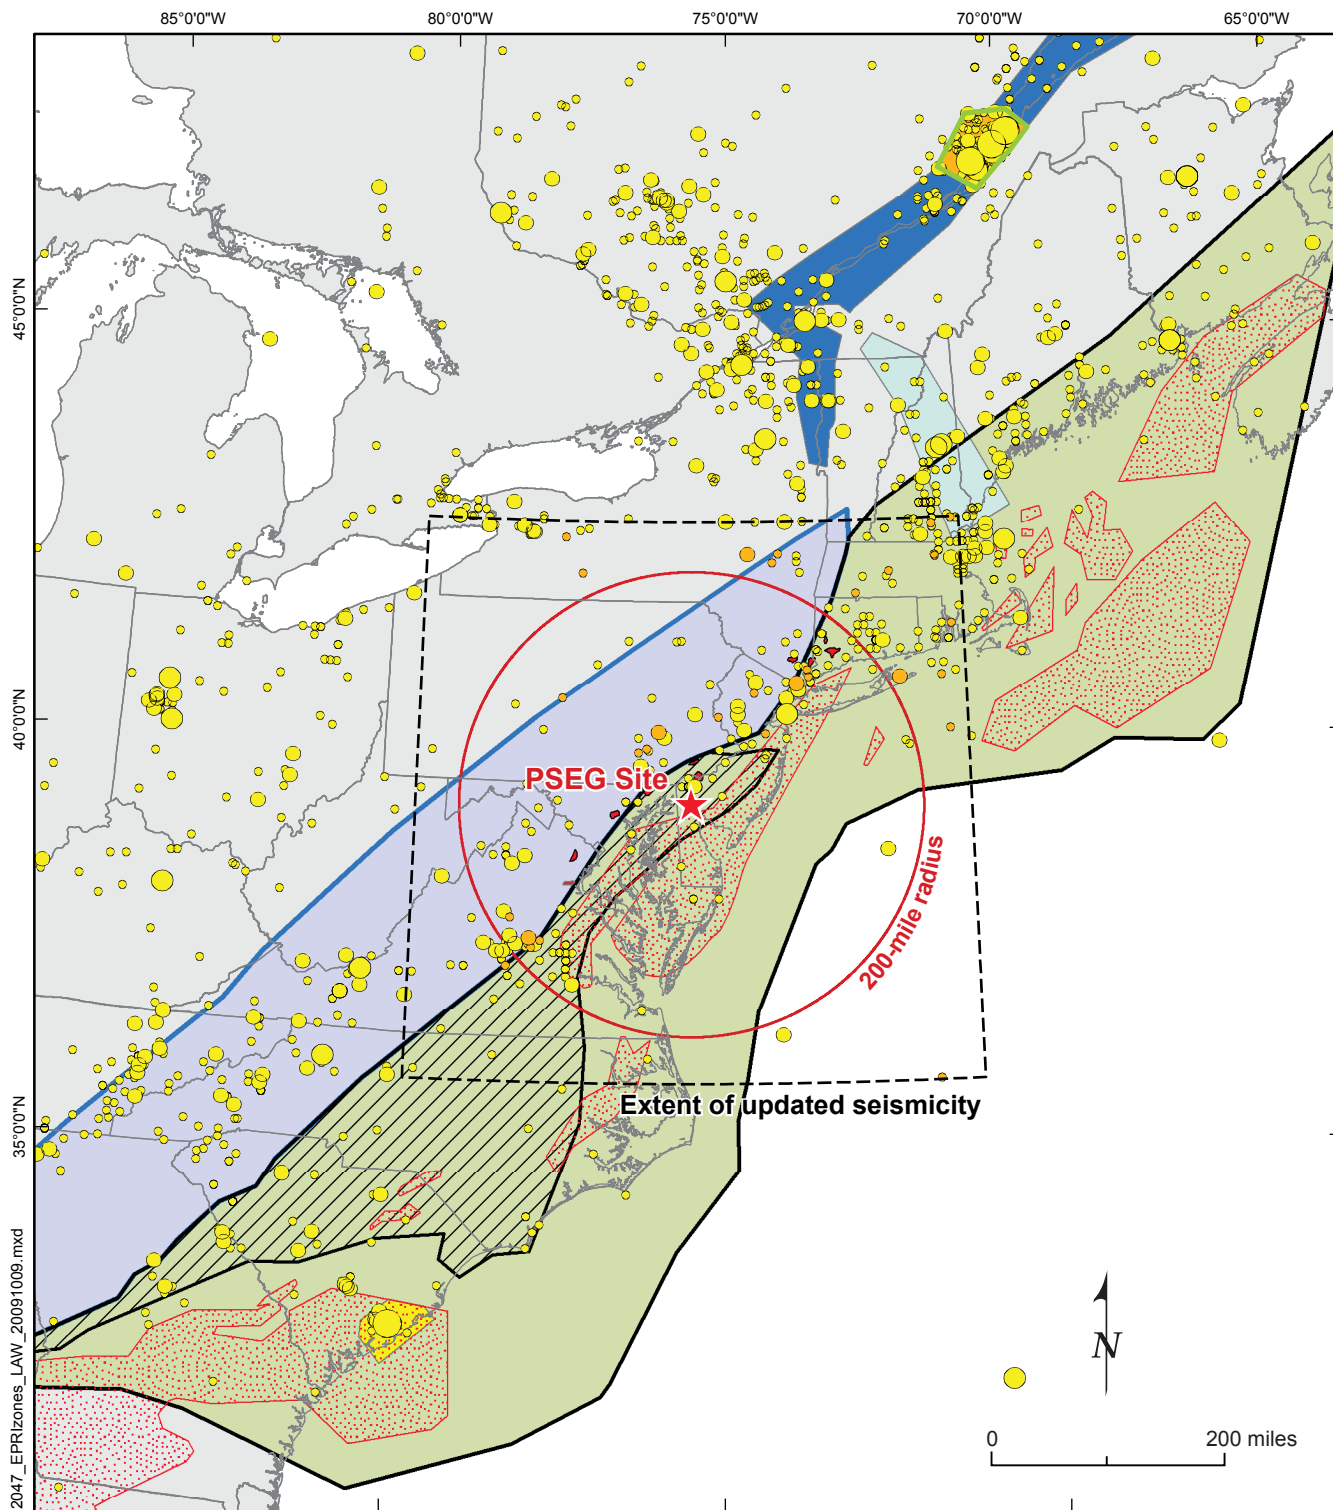 85°0'0"W 80°0'0"W 75°0'0"W 70°0'0"W 65°0'0"W
45°0'0"N
40°0'0"N
PSEG Site
200-mile radius
Extent of updated seismicity
35°0'0"N
N
0 200 miles
2047_EPRIzones_LAW_20091009.mxd